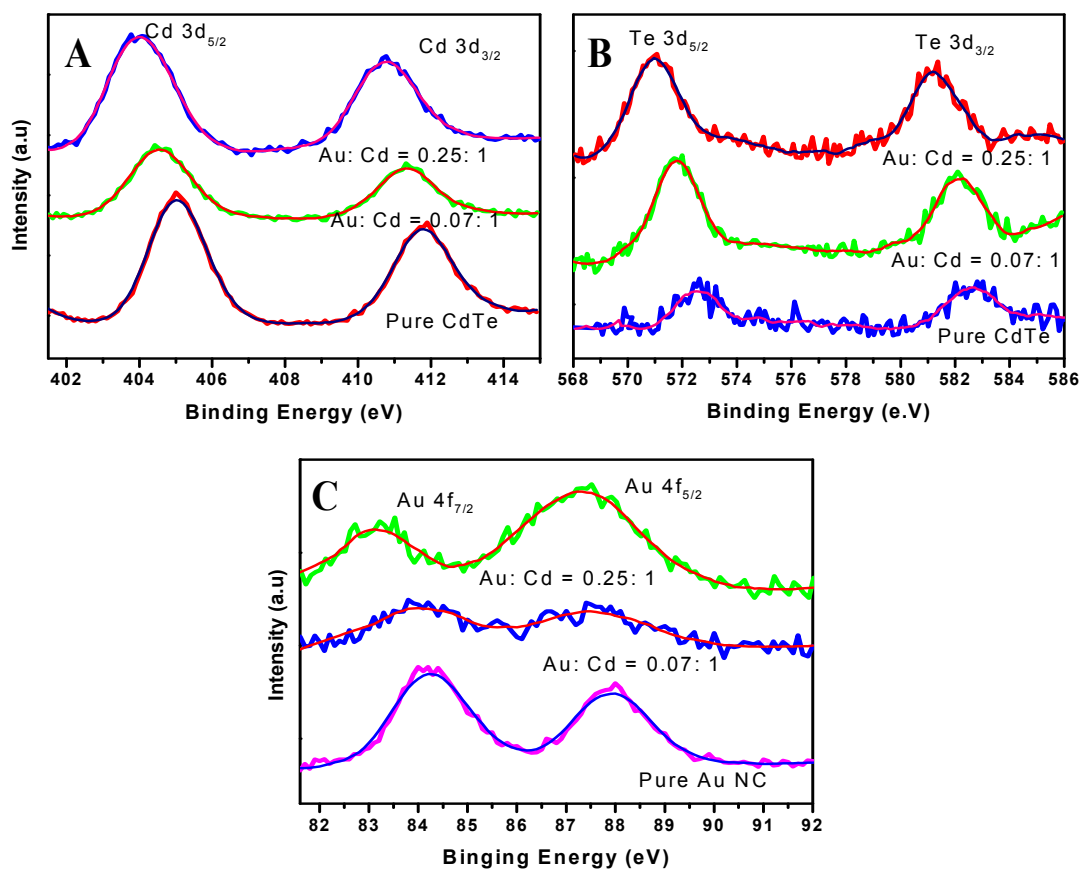 A
Cd 3d5/2
Cd 3d3/2
Au: Cd = 0.25: 1
Au: Cd = 0.07: 1
Pure CdTe
Intensity (a.u)
402 404 406 408 410 412 414
Binding Energy (eV)
B
Te 3d5/2
Te 3d3/2
Au: Cd = 0.25: 1
Au: Cd = 0.07: 1
Pure CdTe
568 570 572 574 576 578 580 582 584 586
Binding Energy (e.V)
C
Au 4f7/2
Au 4f5/2
Au: Cd = 0.25: 1
Au: Cd = 0.07: 1
Pure Au NC
Intensity (a.u)
82 83 84 85 86 87 88 89 90 91 92
Binging Energy (eV)